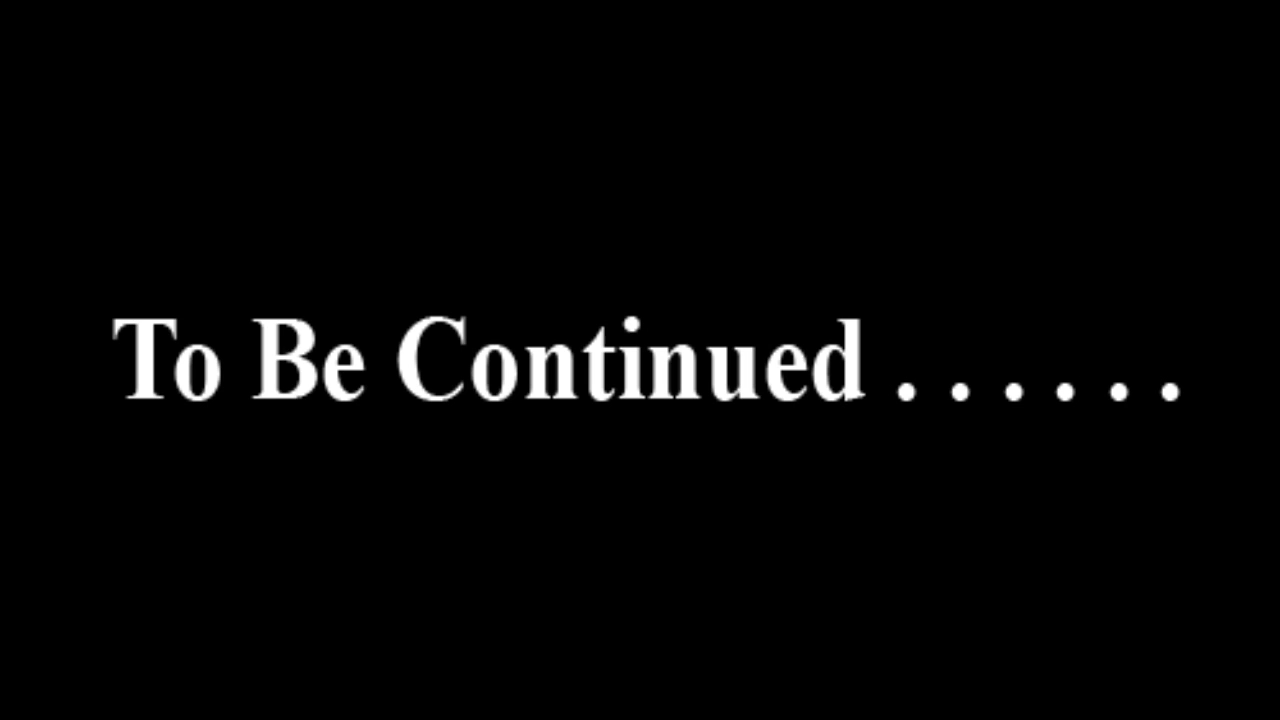 To Be Continued . . . . . .